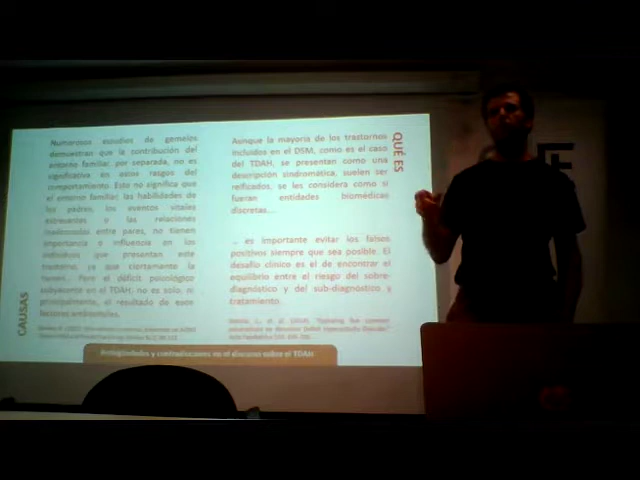 Numerosos estudios de gemelos
demuestran que la contribución del
entorno familiar, por separada, no es
significativa en estos rasgos del
comportamiento. Esto no significa que
el entorno familiar, las habilidades de
los padres, los eventos vitales
estresantes o las relaciones
inadecuadas entre pares, no tienen
importancia o influencia en los
individuos que presentan este
trastorno, ya que ciertamente la
tienen... Pero el déficit psicológico
subyacente en el TDAH, no es solo, ni
principalmente, el resultado de esos
factores ambientales.
CAUSAS
Aunque la mayoría de los trastornos
incluidos en el DSM, como es el caso
del TDAH, se presentan como una
descripción sindromática, suelen ser
reificados, se les considera como si
fueran entidades biomédicas
discretas...
... es importante evitar los falsos
positivos siempre que sea posible. El
desafío clínico es el de encontrar el
equilibrio entre el riesgo del sobre-
diagnóstico y del sub-diagnóstico y
tratamiento.
QUÉ ES
Ambigüedades y contradicciones en el discurso sobre el TDAH